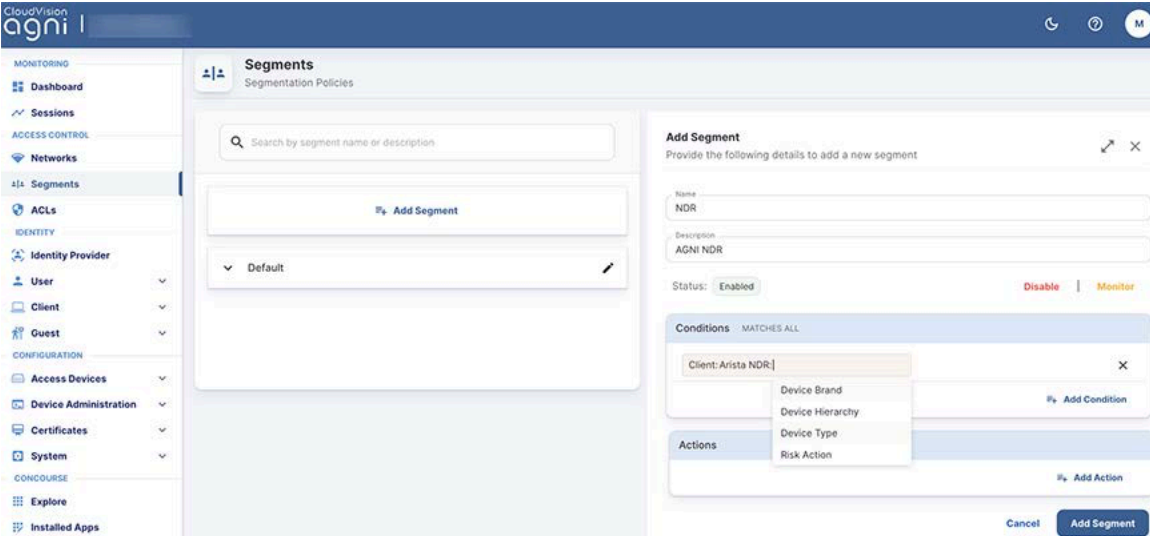 CloudVision
agni |
M
MONITORING
Dashboard
Sessions
ACCESS CONTROL
Networks
Segments
ACLs
IDENTITY
Identity Provider
User
Client
Guest
CONFIGURATION
Access Devices
Device Administration
Certificates
System
CONCOURSE
Explore
Installed Apps
Segments
Segmentation Policies
Search by segment name or description
Add Segment
Default
Add Segment
Provide the following details to add a new segment
Name
NDR
Description
AGNI NDR
Status: Enabled
Disable | Monitor
Conditions MATCHES ALL
Client:Arista NDR:
Device Brand
Device Hierarchy
Device Type
Risk Action
Add Condition
Actions
Add Action
Cancel Add Segment